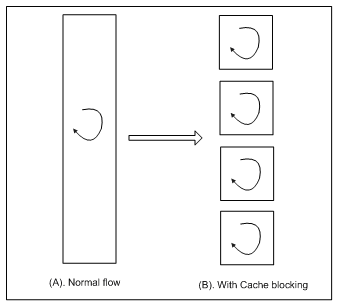 (A). Normal flow
(B). With Cache blocking